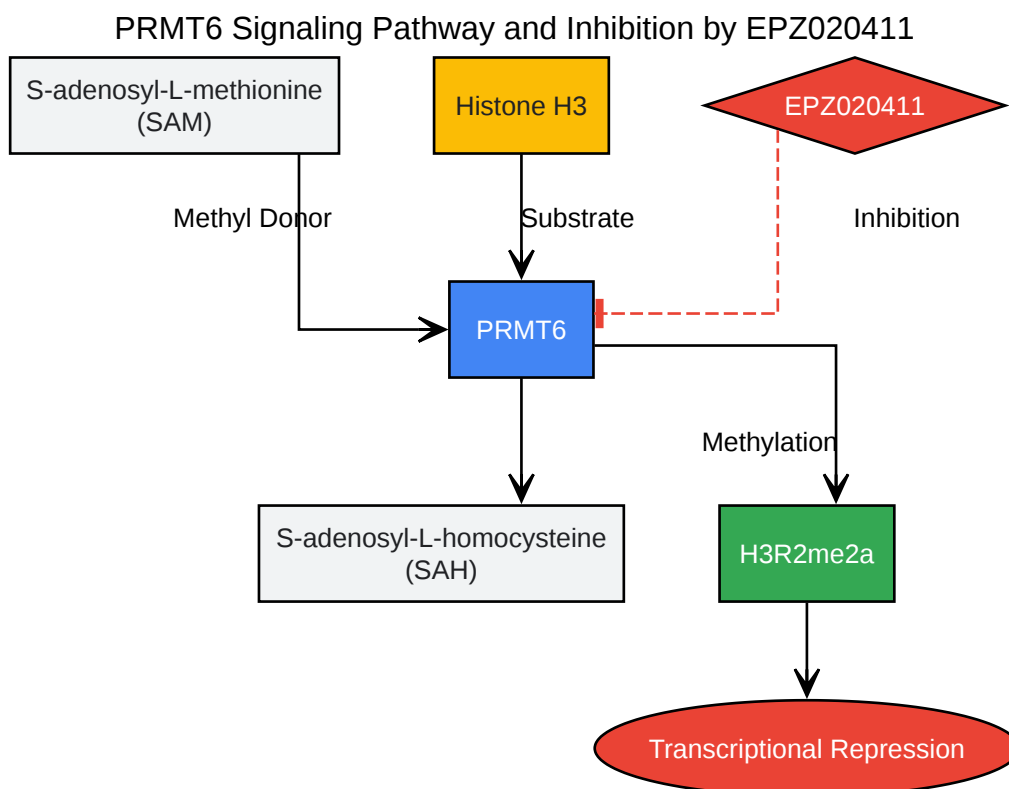 PRMT6 Signaling Pathway and Inhibition by EPZ020411
S-adenosyl-L-methionine
(SAM)
Histone H3
EPZ020411
Methyl Donor
Substrate
Inhibition
PRMT6
Methylation
S-adenosyl-L-homocysteine
(SAH)
H3R2me2a
Transcriptional Repression